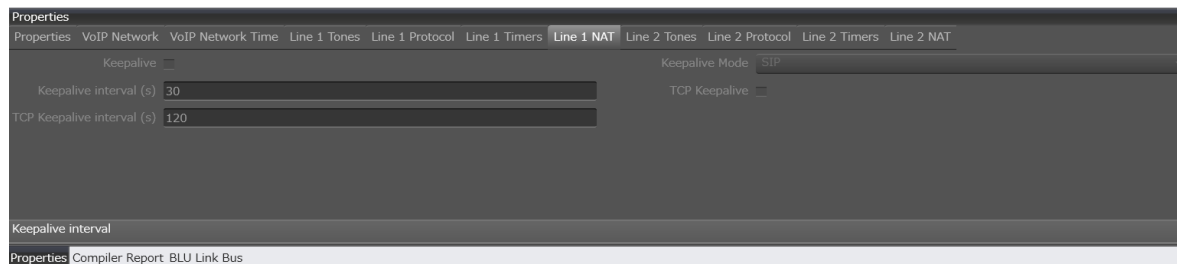 Properties
Properties VoIP Network VoIP Network Time Line 1 Tones Line 1 Protocol Line 1 Timers Line 1 NAT Line 2 Tones Line 2 Protocol Line 2 Timers Line 2 NAT
Keepalive Keepalive Mode SIP
Keepalive interval (s) 30 TCP Keepalive
TCP Keepalive interval (s) 120
Keepalive interval
Properties Compiler Report BLU Link Bus